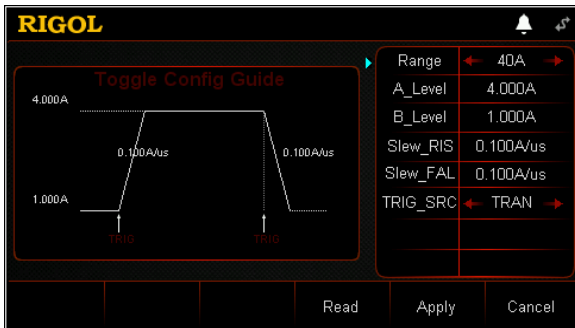 RIGOL
Toggle Config Guide
4.000A
0.100A/us
0.100A/us
1.000A
TRIG
TRIG
Range 40A
A_Level 4.000A
B_Level 1.000A
Slew_RIS 0.100A/us
Slew_FAL 0.100A/us
TRIG_SRC TRAN
Read Apply Cancel